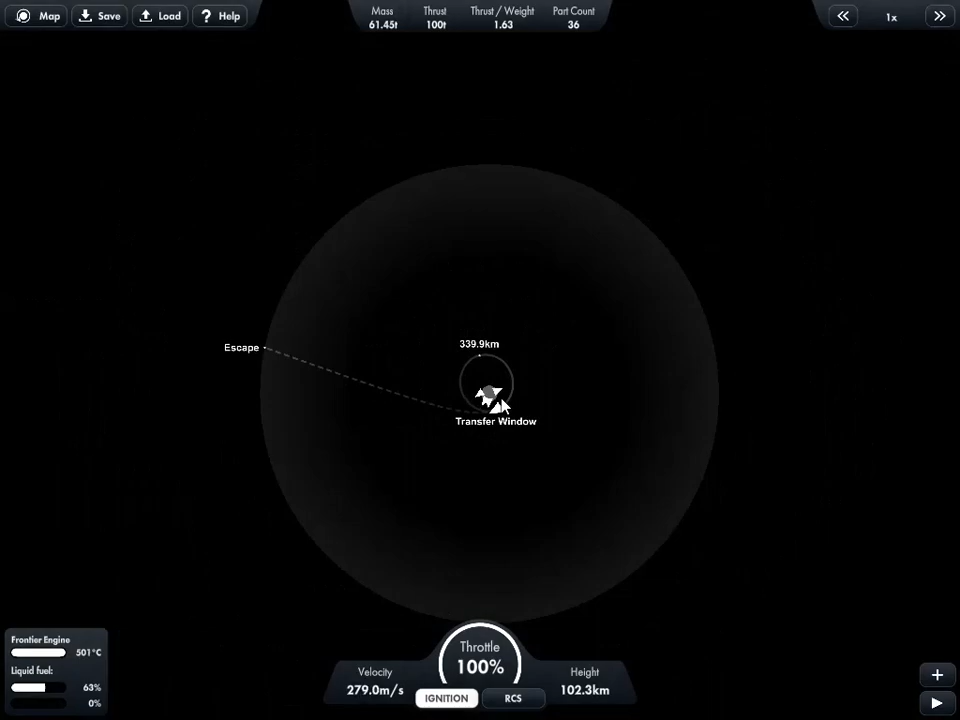 Map
Save
Load
? Help
Mass
61.45t
Thrust
100t
Thrust / Weight
1.63
Part Count
36
1x
339.9km
Escape
Transfer Window
Frontier Engine
501°C
Liquid fuel:
63%
0%
Throttle
100%
Velocity
279.0m/s
Height
102.3km
IGNITION
RCS